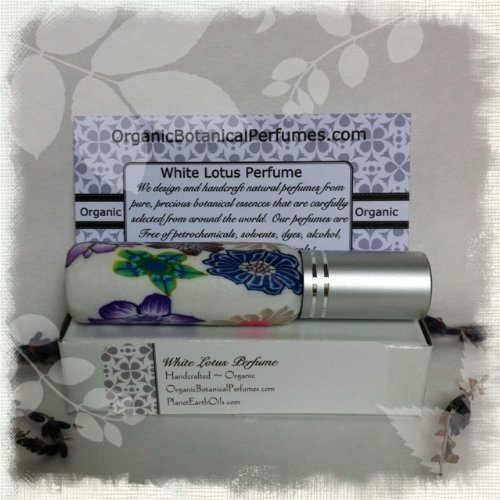 OrganicBotanicalPerfumes.com
White Lotus Perfume
We design and handcraft natural perfumes from
pure, precious botanical essences that are carefully
Organic selected from around the world. Our perfumes are Organic
Free of petrochemicals, solvents, dyes, alcohol,
White Lotus Perfume
Handcrafted ~ Organic
OrganicBotanicalPerfumes.com
PlanetEarthOils.com